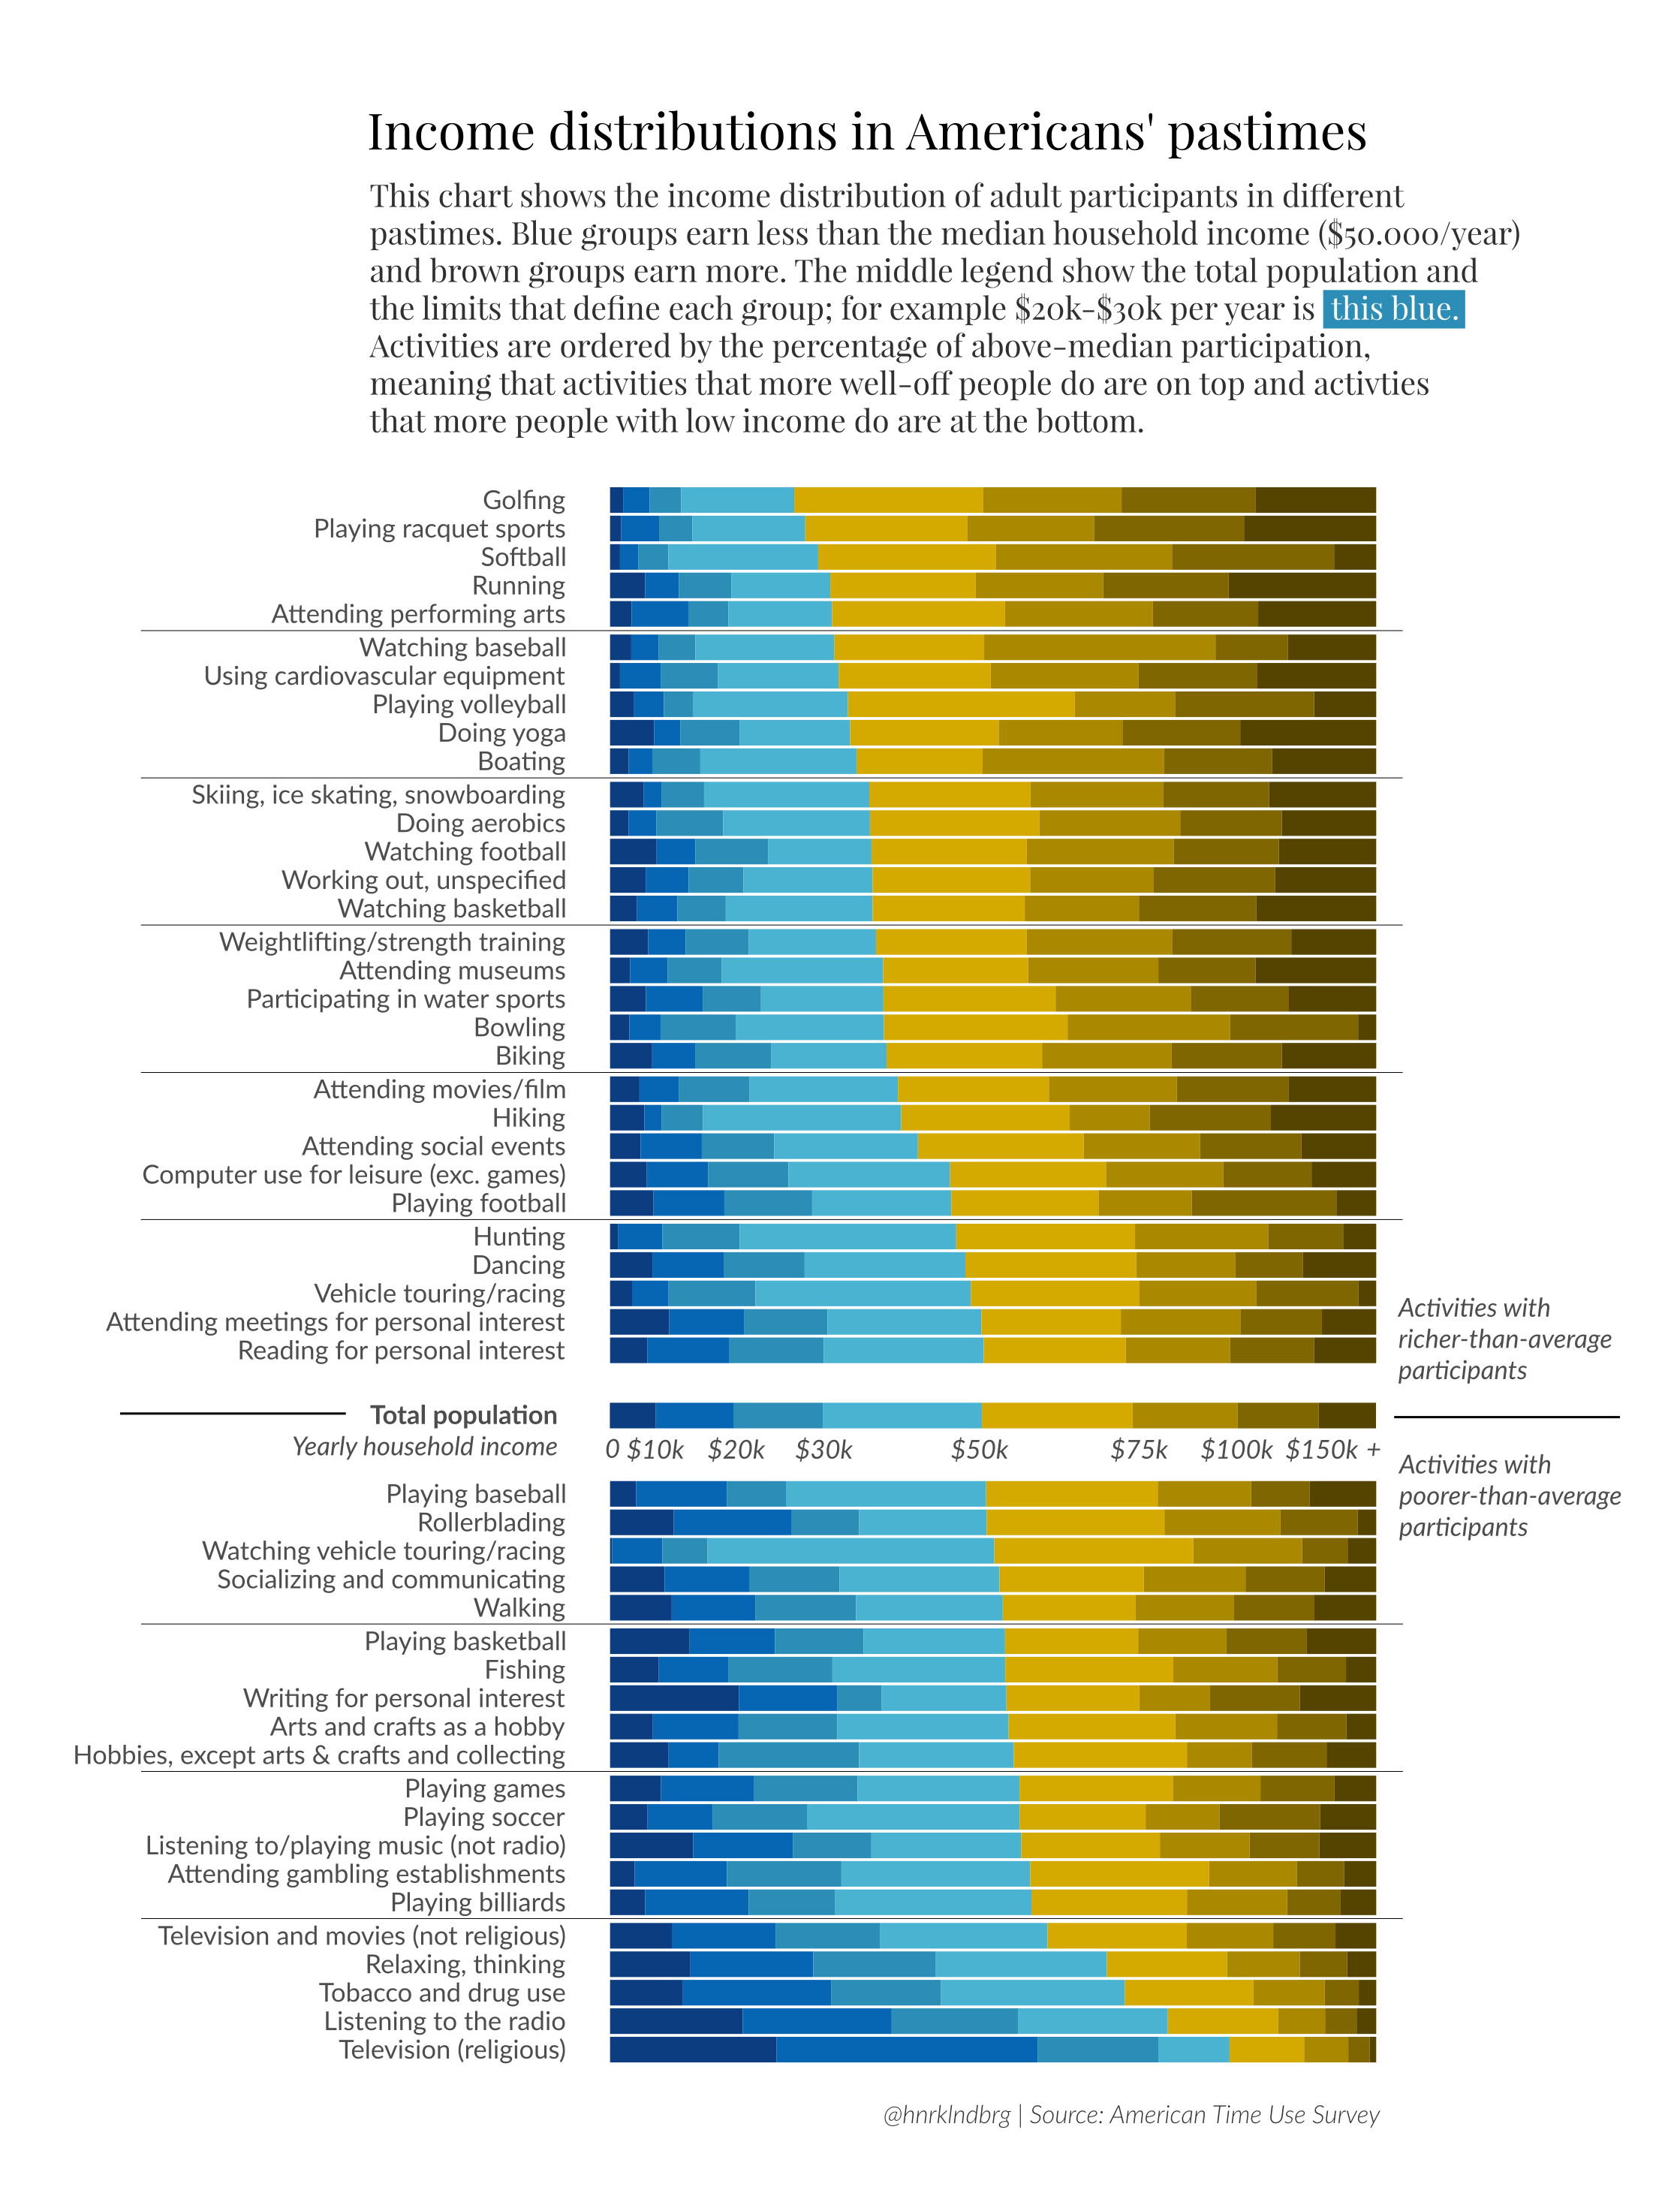 Income distributions in Americans' pastimes
This chart shows the income distribution of adult participants in different
pastimes. Blue groups earn less than the median household income ($50.000/year)
and brown groups earn more. The middle legend show the total population and
the limits that define each group; for example $20k-$30k per year is this blue.
Activities are ordered by the percentage of above-median participation,
meaning that activities that more well-off people do are on top and activties
that more people with low income do are at the bottom.
Golfing
Playing racquet sports
Softball
Running
Attending performing arts
Watching baseball
Using cardiovascular equipment
Playing volleyball
Doing yoga
Boating
Skiing, ice skating, snowboarding
Doing aerobics
Watching football
Working out, unspecified
Watching basketball
Weightlifting/strength training
Attending museums
Participating in water sports
Bowling
Biking
Attending movies/film
Hiking
Attending social events
Computer use for leisure (exc. games)
Playing football
Hunting
Dancing
Vehicle touring/racing
Attending meetings for personal interest
Reading for personal interest
Activities with
richer-than-average
participants
Total population
Yearly household income
0 $10k $20k $30k $50k $75k $100k $150k +
Activities with
poorer-than-average
participants
Playing baseball
Rollerblading
Watching vehicle touring/racing
Socializing and communicating
Walking
Playing basketball
Fishing
Writing for personal interest
Arts and crafts as a hobby
Hobbies, except arts & crafts and collecting
Playing games
Playing soccer
Listening to/playing music (not radio)
Attending gambling establishments
Playing billiards
Television and movies (not religious)
Relaxing, thinking
Tobacco and drug use
Listening to the radio
Television (religious)
@hnrklndbrg | Source: American Time Use Survey